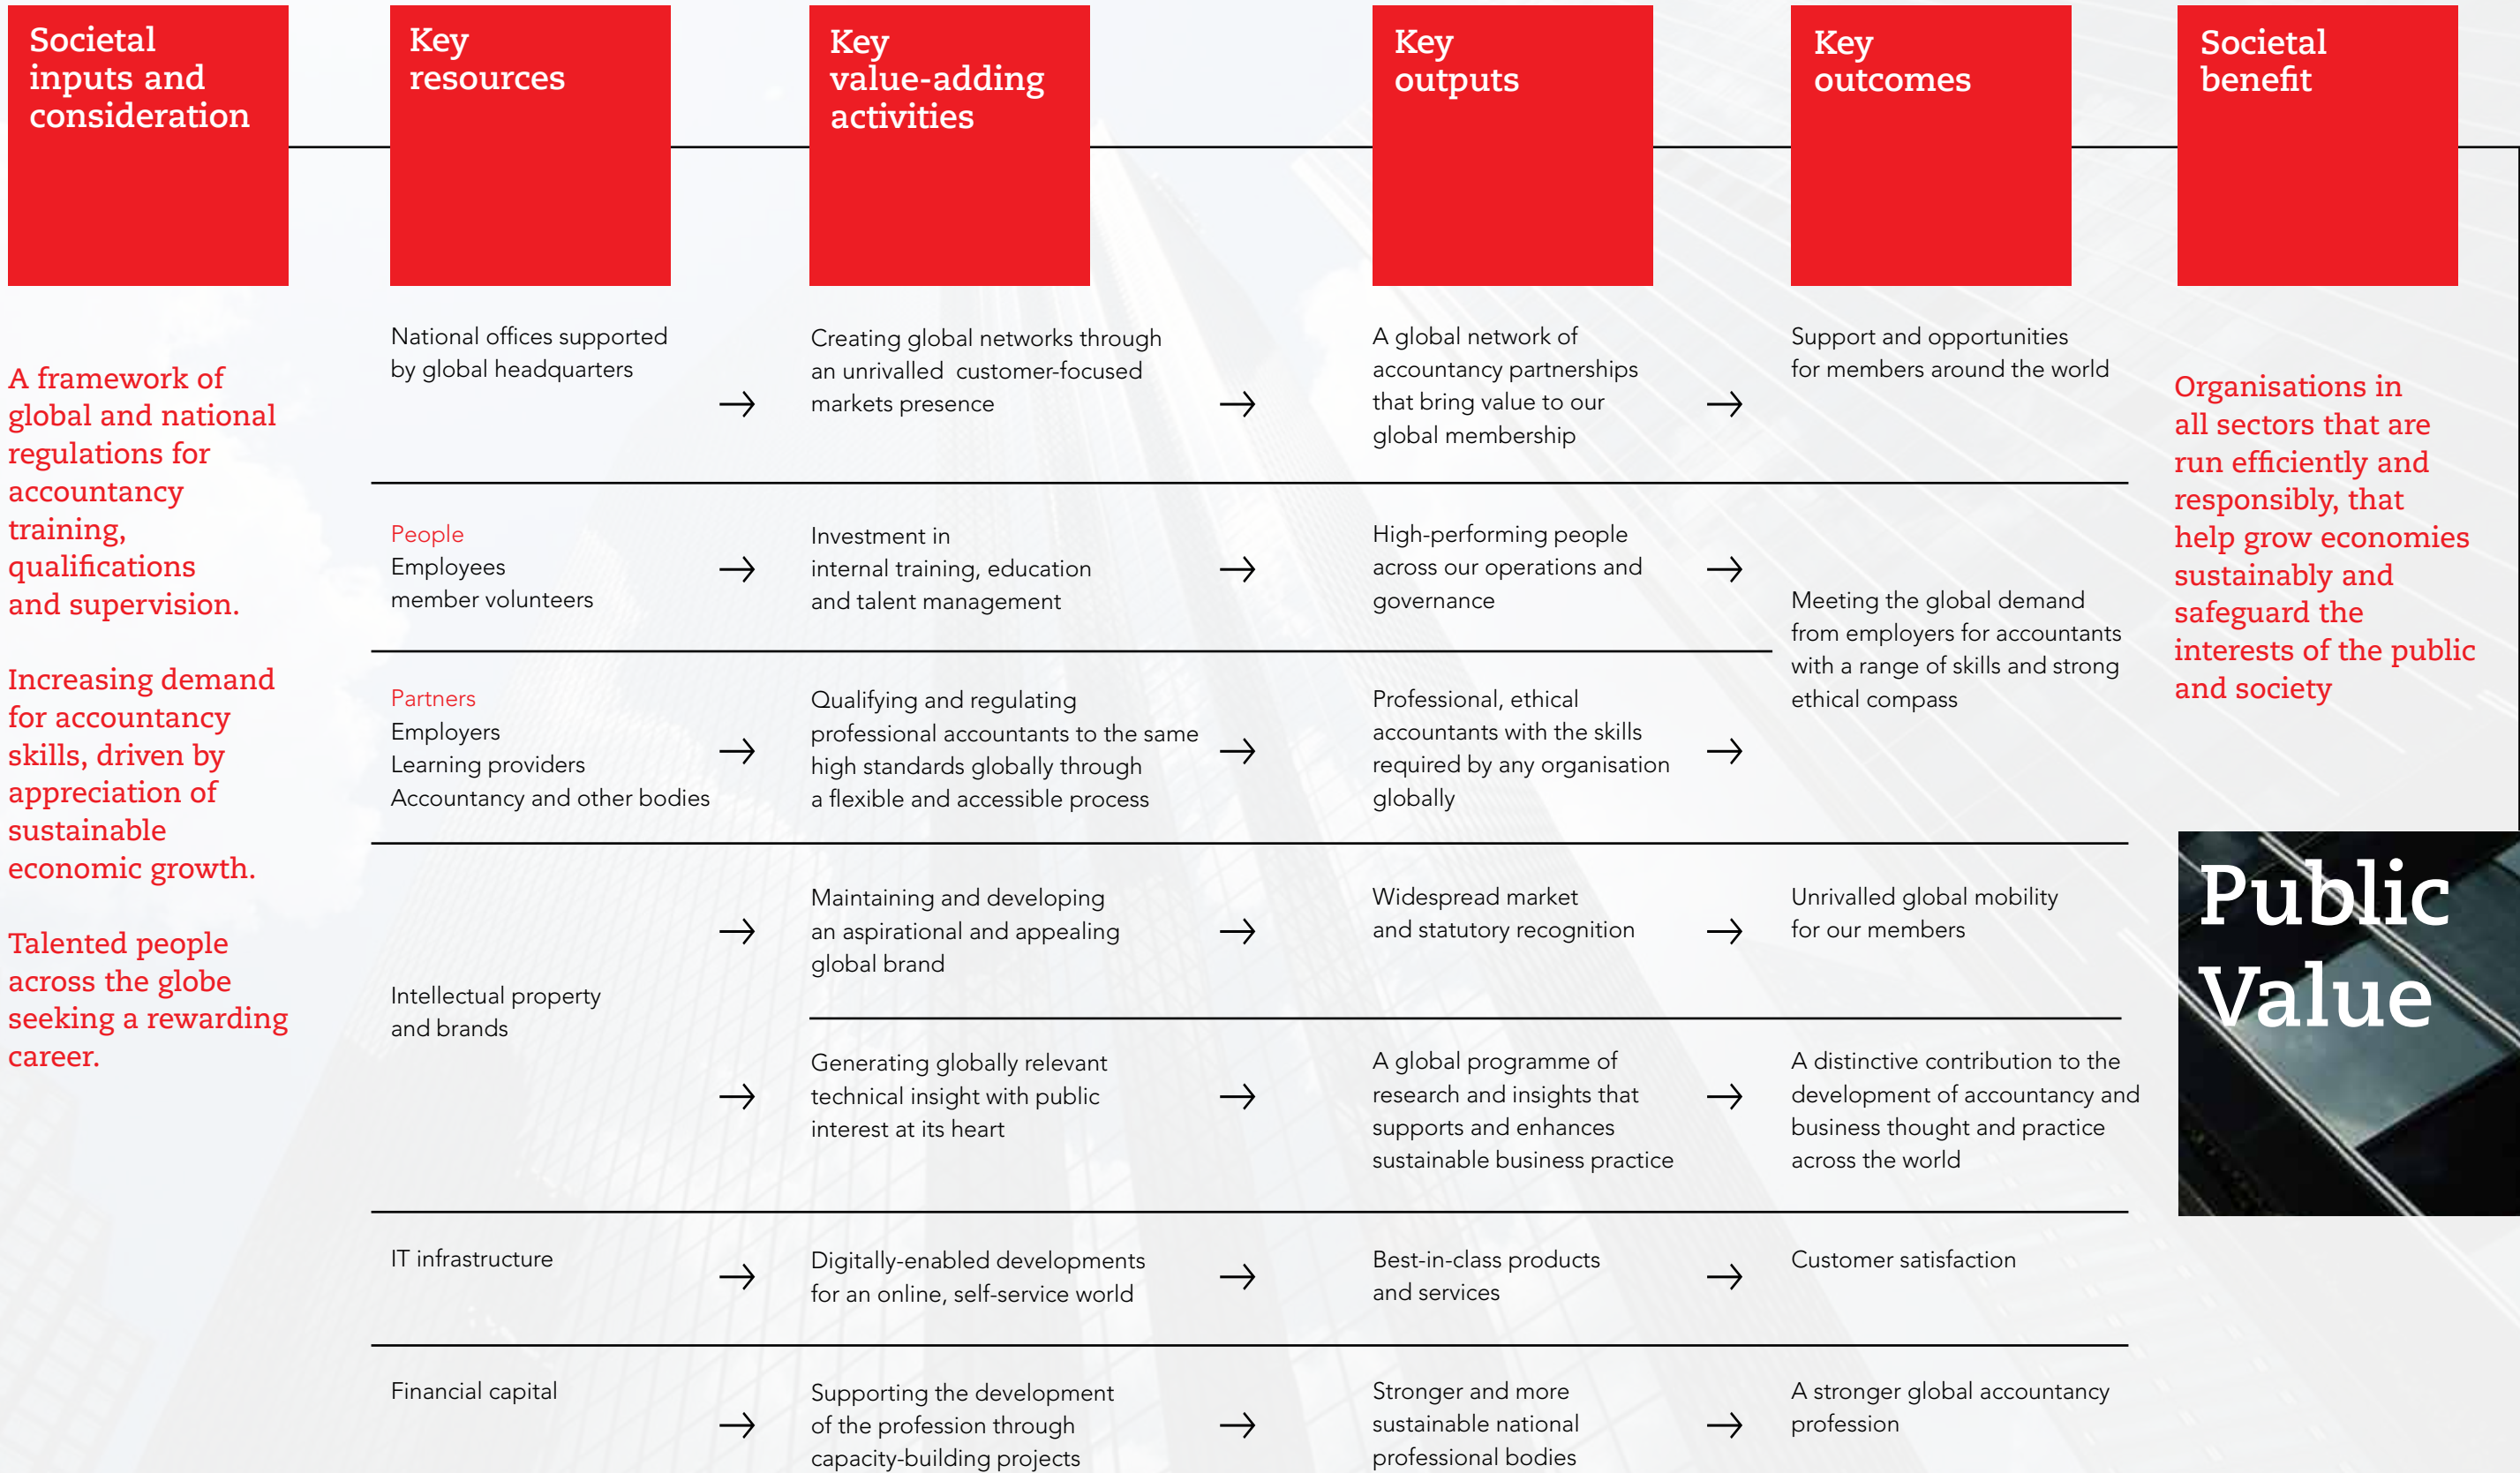 Societal
inputs and
consideration
Key
resources
Key
value-adding
activities
Key
outputs
Key
outcomes
Societal
benefit
A framework of
global and national
regulations for
accountancy
training,
qualifications
and supervision.
Increasing demand
for accountancy
skills, driven by
appreciation of
sustainable
economic growth.
Talented people
across the globe
seeking a rewarding
career.
National offices supported
by global headquarters
→
Creating global networks through
an unrivalled customer-focused
markets presence
→
A global network of
accountancy partnerships
that bring value to our
global membership
→
Support and opportunities
for members around the world
People
Employees
member volunteers
→
Investment in
internal training, education
and talent management
→
High-performing people
across our operations and
governance
→
Meeting the global demand
from employers for accountants
with a range of skills and strong
ethical compass
Partners
Employers
Learning providers
Accountancy and other bodies
→
Qualifying and regulating
professional accountants to the same
high standards globally through
a flexible and accessible process
→
Professional, ethical
accountants with the skills
required by any organisation
globally
→
Intellectual property
and brands
→
Maintaining and developing
an aspirational and appealing
global brand
→
Widespread market
and statutory recognition
→
Unrivalled global mobility
for our members
→
Generating globally relevant
technical insight with public
interest at its heart
→
A global programme of
research and insights that
supports and enhances
sustainable business practice
→
A distinctive contribution to the
development of accountancy and
business thought and practice
across the world
IT infrastructure
→
Digitally-enabled developments
for an online, self-service world
→
Best-in-class products
and services
→
Customer satisfaction
Financial capital
→
Supporting the development
of the profession through
capacity-building projects
→
Stronger and more
sustainable national
professional bodies
→
A stronger global accountancy
profession
Organisations in
all sectors that are
run efficiently and
responsibly, that
help grow economies
sustainably and
safeguard the
interests of the public
and society
Public
Value